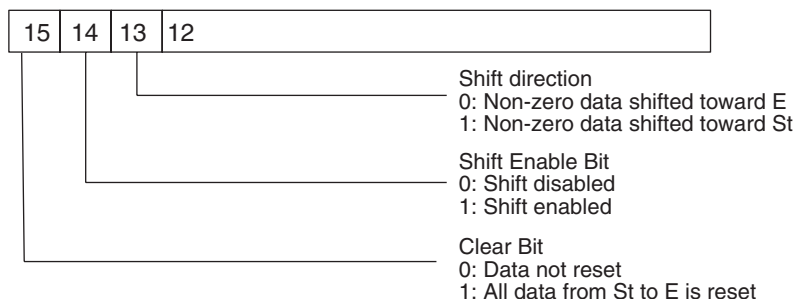 15 14 13 12
Shift direction
0: Non-zero data shifted toward E
1: Non-zero data shifted toward St
Shift Enable Bit
0: Shift disabled
1: Shift enabled
Clear Bit
0: Data not reset
1: All data from St to E is reset